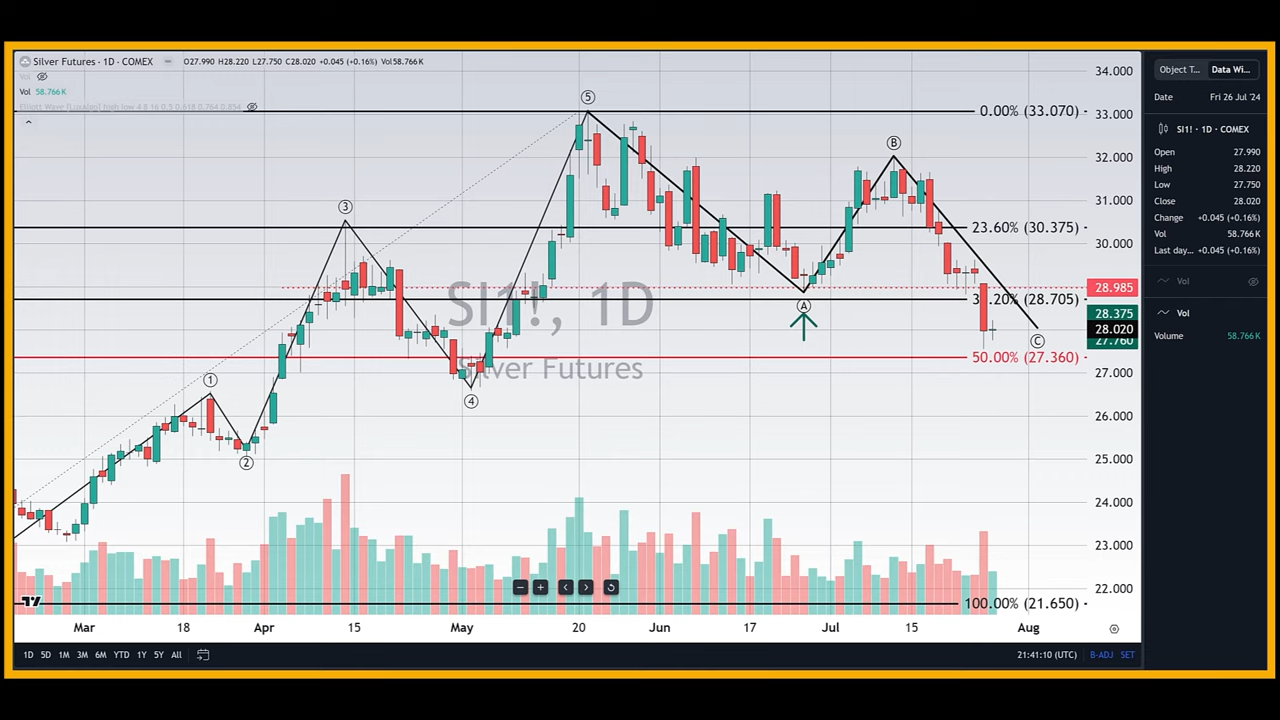 Silver Futures · 1D · COMEX O27.990 H28.220 L27.750 C28.020 +0.045 (+0.16%) Vol58.766K
Vol
Vol 58.766K
34.000
33.000
32.000
31.000
30.000
28.985
28.375
28.020
27.760
27.000
26.000
25.000
24.000
23.000
22.000
0.00% (33.070)
23.60% (30.375)
38.20% (28.705)
50.00% (27.360)
100.00% (21.650)
1
2
3
4
5
A
B
C
SI1!, 1D
Silver Futures
Mar 18 Apr 15 May 20 Jun 17 Jul 15 Aug
1D 5D 1M 3M 6M YTD 1Y 5Y All
21:41:10 (UTC) B-ADJ SET
Object T... Data Wi...
Date Fri 26 Jul '24
SI1! · 1D · COMEX
Open 27.990
High 28.220
Low 27.750
Close 28.020
Change +0.045 (+0.16%)
Vol 58.766K
Last day... +0.045 (+0.16%)
Vol
Vol
Volume 58.766K